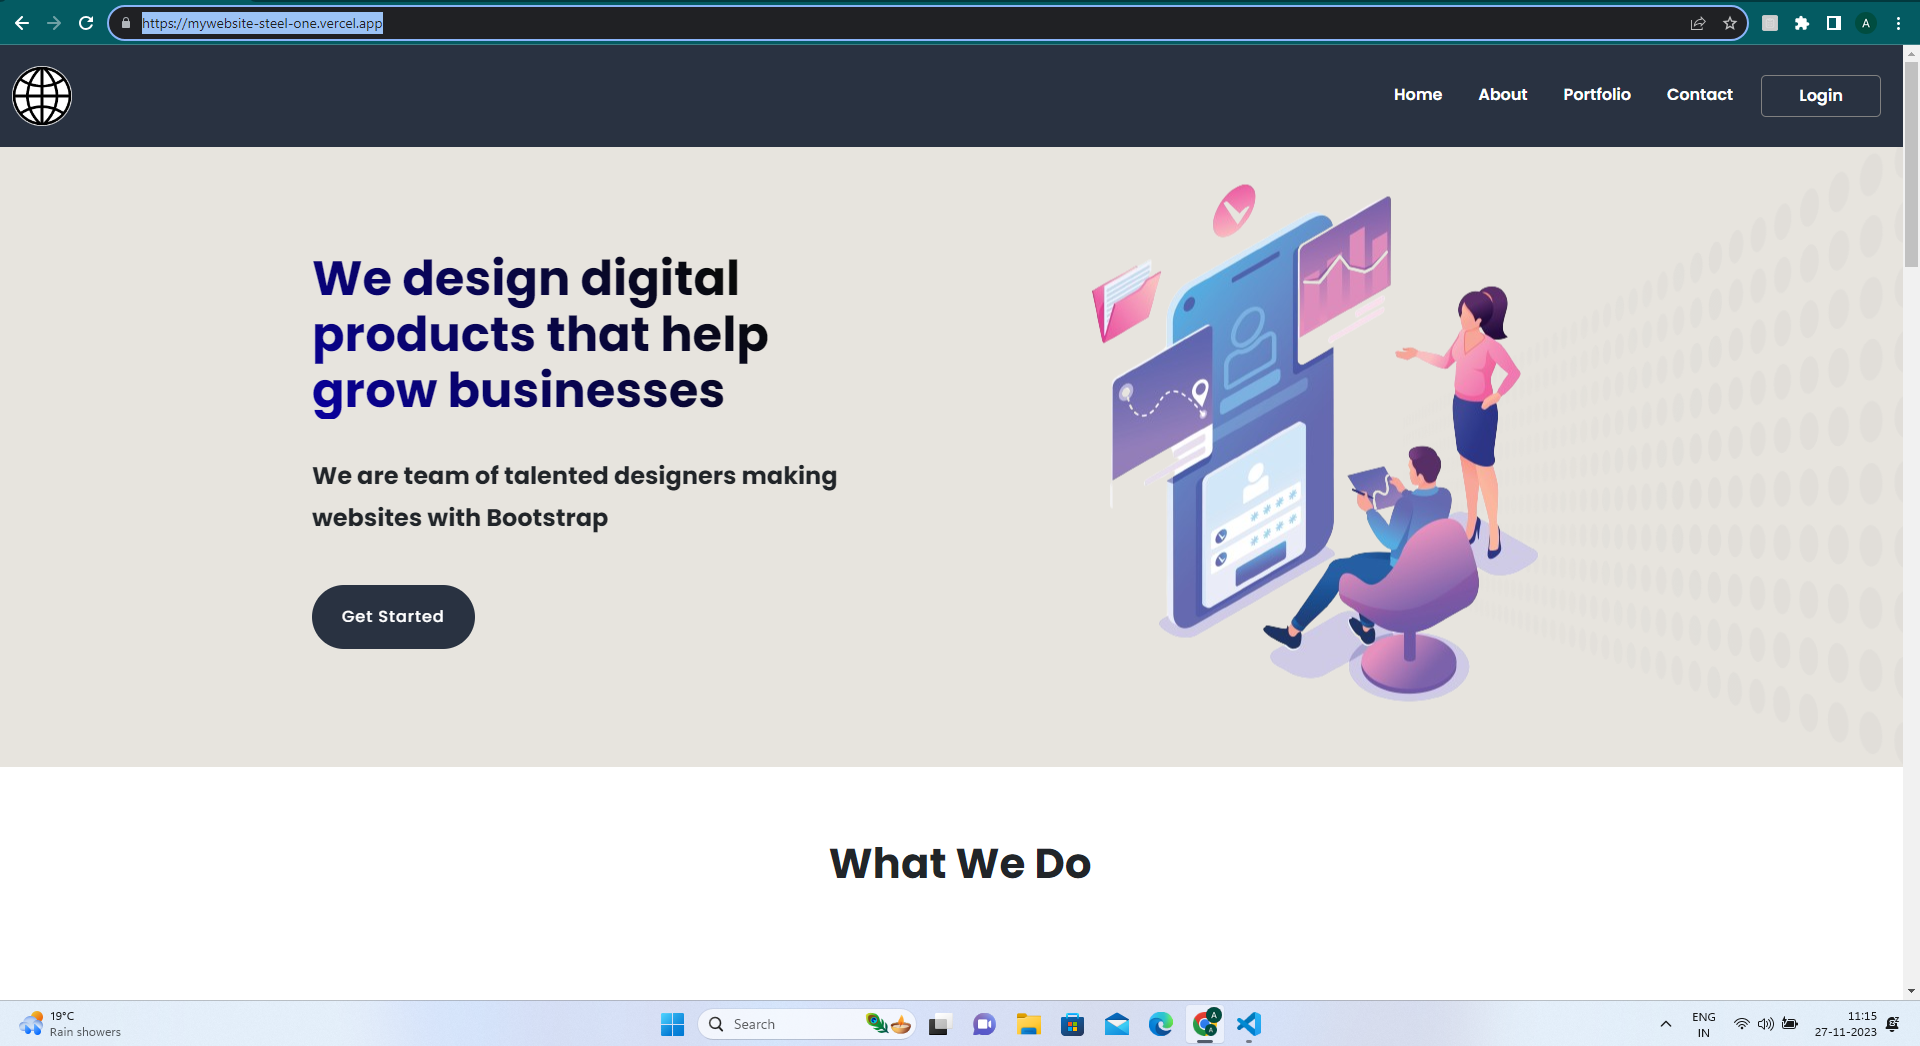 https://mywebsite-steel-one.vercel.app
A
Home About Portfolio Contact Login
We design digital
products that help
grow businesses
We are team of talented designers making
websites with Bootstrap
Get Started
What We Do
19°C
Rain showers
Search
A
A
ENG
IN
11:15
27-11-2023